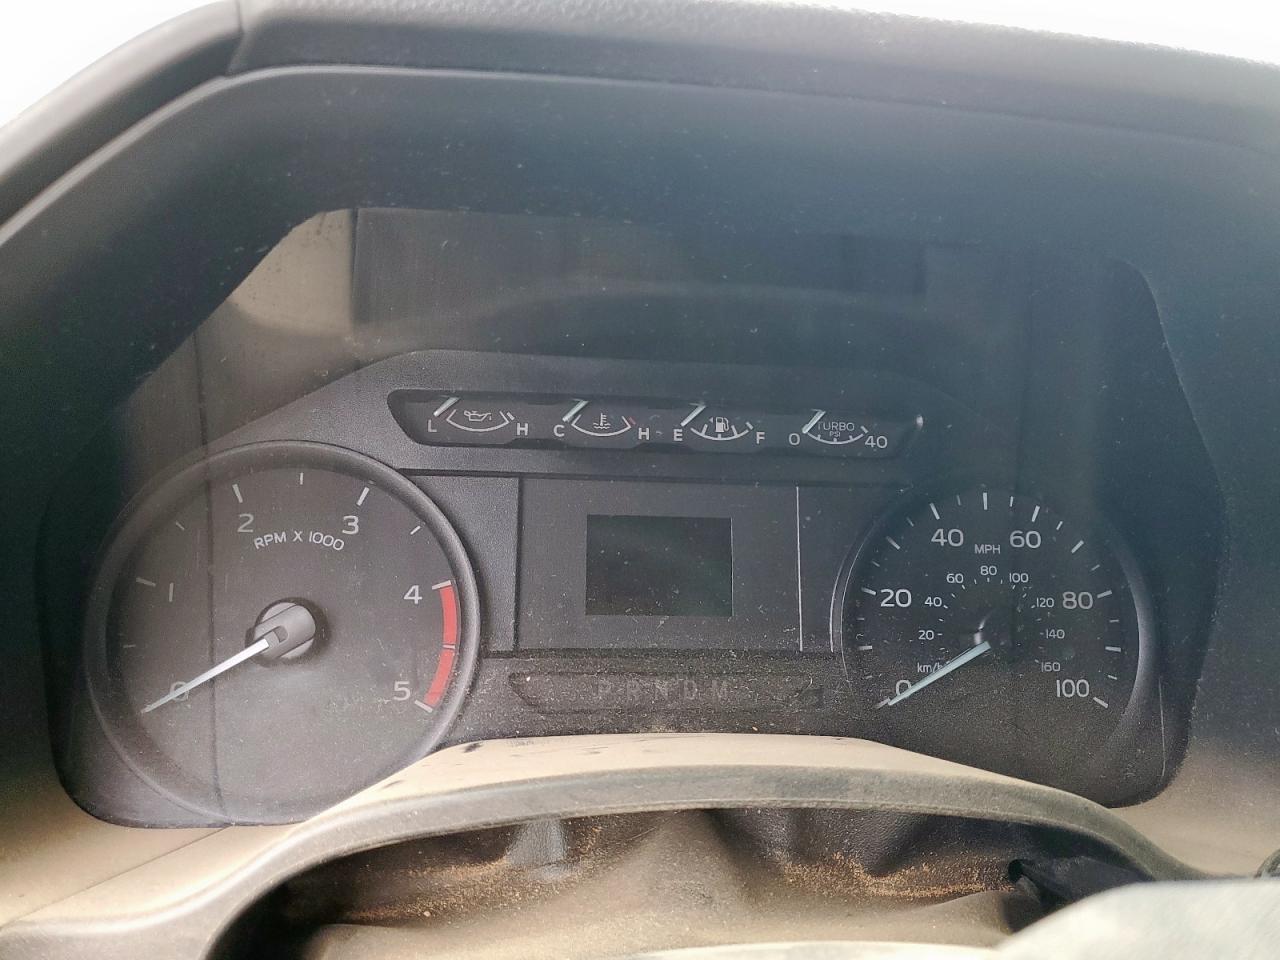 L H C H E F 0 TURBO PSI 40
0 1 2 3 4 5
RPM X 1000
0 20 40 60 80 100
MPH
20 40 60 80 100 120 140 160
km/h
P R N D M